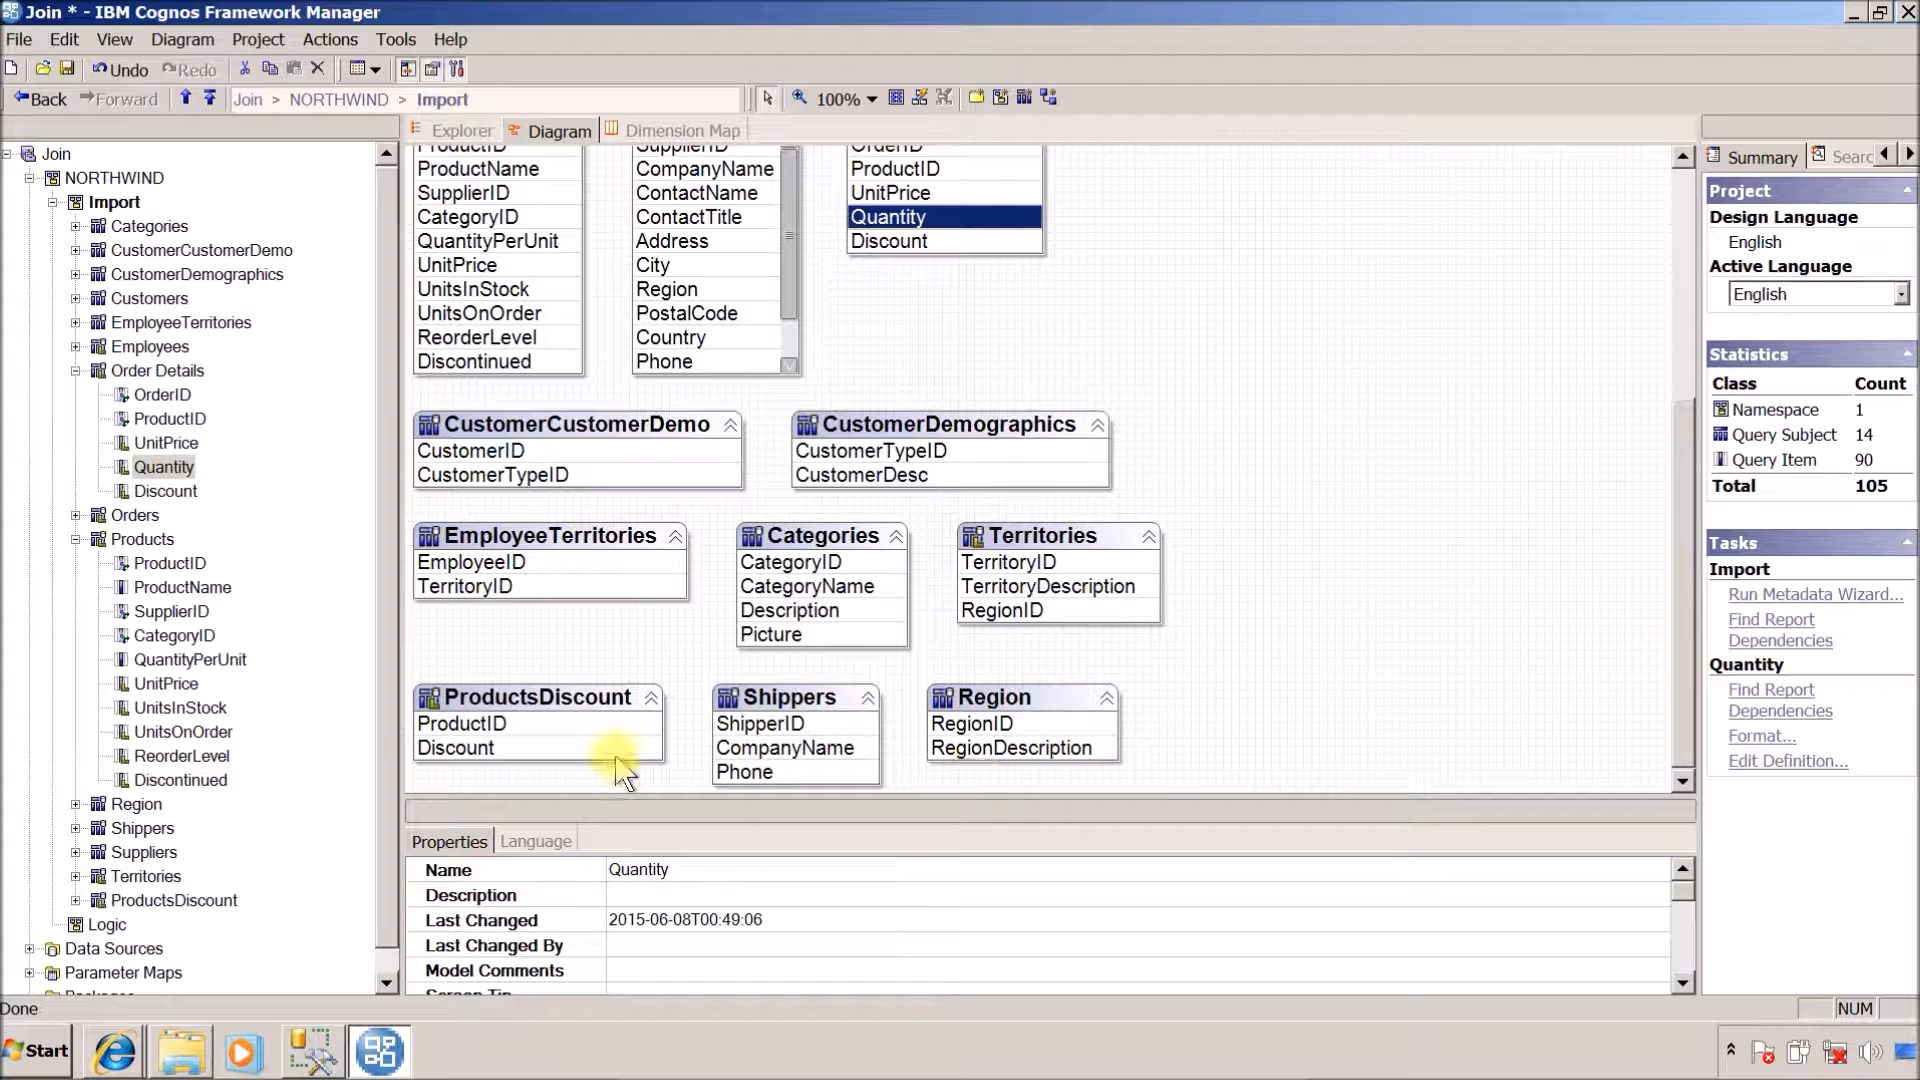 Join * - IBM Cognos Framework Manager
File Edit View Diagram Project Actions Tools Help
Undo Redo
Back Forward Join > NORTHWIND > Import 100%
Explorer Diagram Dimension Map
Join
NORTHWIND
Import
Categories
CustomerCustomerDemo
CustomerDemographics
Customers
EmployeeTerritories
Employees
Order Details
OrderID
ProductID
UnitPrice
Quantity
Discount
Orders
Products
ProductID
ProductName
SupplierID
CategoryID
QuantityPerUnit
UnitPrice
UnitsInStock
UnitsOnOrder
ReorderLevel
Discontinued
Region
Shippers
Suppliers
Territories
ProductsDiscount
Logic
Data Sources
Parameter Maps
ProductID
ProductName
SupplierID
CategoryID
QuantityPerUnit
UnitPrice
UnitsInStock
UnitsOnOrder
ReorderLevel
Discontinued
SupplierID
CompanyName
ContactName
ContactTitle
Address
City
Region
PostalCode
Country
Phone
OrderID
ProductID
UnitPrice
Quantity
Discount
CustomerCustomerDemo
CustomerID
CustomerTypeID
CustomerDemographics
CustomerTypeID
CustomerDesc
EmployeeTerritories
EmployeeID
TerritoryID
Categories
CategoryID
CategoryName
Description
Picture
Territories
TerritoryID
TerritoryDescription
RegionID
ProductsDiscount
ProductID
Discount
Shippers
ShipperID
CompanyName
Phone
Region
RegionID
RegionDescription
Properties Language
Name Quantity
Description
Last Changed 2015-06-08T00:49:06
Last Changed By
Model Comments
Screen Tip
Summary Searc
Project
Design Language
English
Active Language
English
Statistics
Class Count
Namespace 1
Query Subject 14
Query Item 90
Total 105
Tasks
Import
Run Metadata Wizard...
Find Report
Dependencies
Quantity
Find Report
Dependencies
Format...
Edit Definition...
Done
NUM
Start